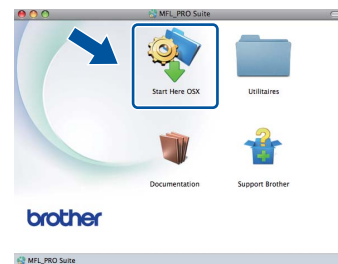 MFL_PRO Suite
Start Here OSX
Utilitaires
Documentation
Support Brother
brother
MFL_PRO Suite